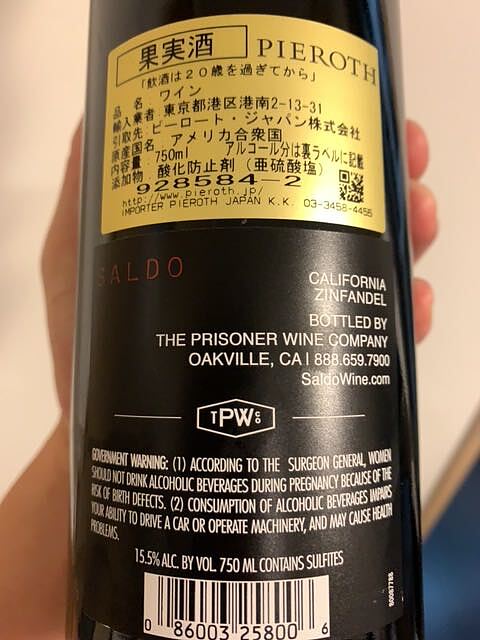 果実酒 PIEROTH
「飲酒は20歳を過ぎてから」
品名:ワイン
輸入業者:東京都港区港南2-13-31
引取先:ピーロート・ジャパン株式会社
原産国名:アメリカ合衆国
内容量:750ml アルコール分は裏ラベルに記載
添加物:酸化防止剤(亜硫酸塩)
928584-2
http://www.pieroth.jp/
IMPORTER PIEROTH JAPAN K.K. 03-3458-4455
SALDO
CALIFORNIA
ZINFANDEL
BOTTLED BY
THE PRISONER WINE COMPANY
OAKVILLE, CA | 888.659.7900
SaldoWine.com
TPWCo
GOVERNMENT WARNING: (1) ACCORDING TO THE SURGEON GENERAL, WOMEN
SHOULD NOT DRINK ALCOHOLIC BEVERAGES DURING PREGNANCY BECAUSE OF THE
RISK OF BIRTH DEFECTS. (2) CONSUMPTION OF ALCOHOLIC BEVERAGES IMPAIRS
YOUR ABILITY TO DRIVE A CAR OR OPERATE MACHINERY, AND MAY CAUSE HEALTH
PROBLEMS.
15.5% ALC. BY VOL. 750 ML CONTAINS SULFITES
80067788
0 86003 25800 6